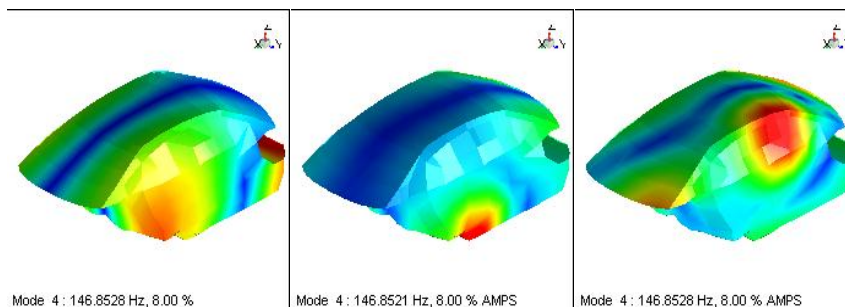 Z
X Y
Z
X Y
Z
X Y
Mode 4 : 146.8528 Hz, 8.00 %
Mode 4 : 146.8521 Hz, 8.00 % AMPS
Mode 4 : 146.8528 Hz, 8.00 % AMPS